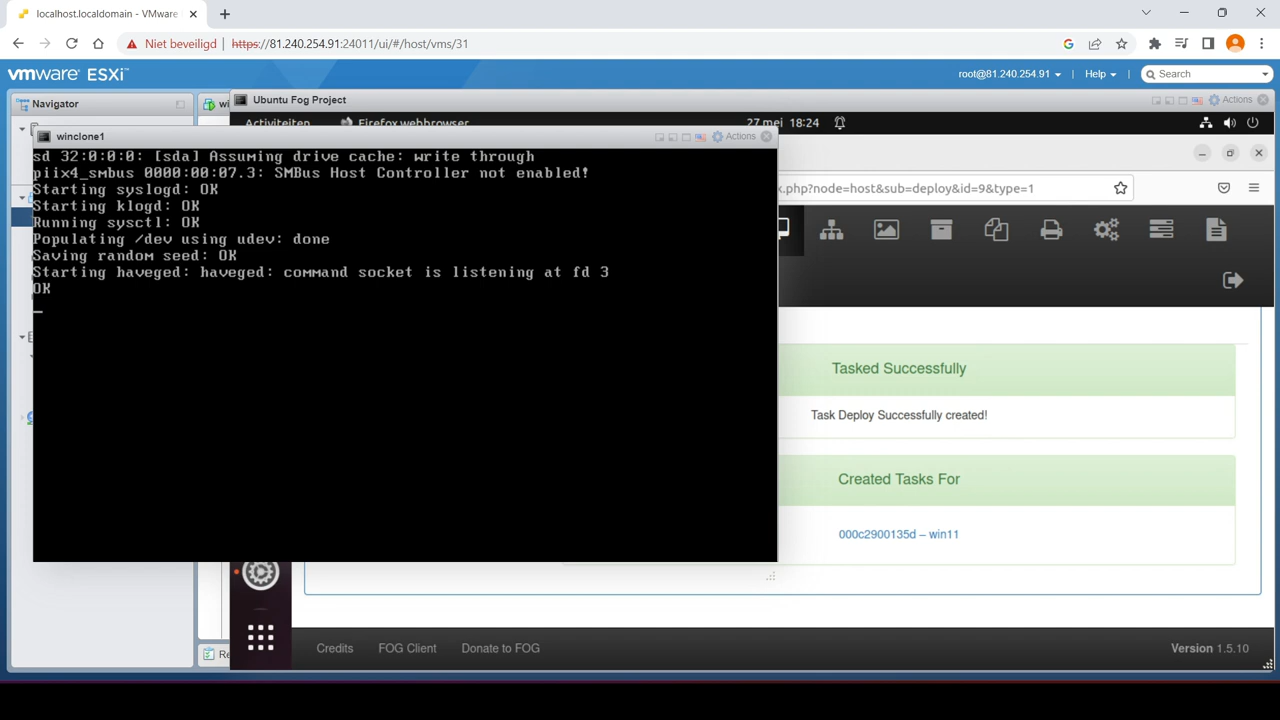 localhost.localdomain - VMware
Niet beveiligd
https://81.240.254.91:24011/ui/#/host/vms/31
vmware ESXi™
root@81.240.254.91
Help
Search
Navigator
wi
Ubuntu Fog Project
Actions
Activiteiten
Firefox webbrowser
27 mei 18:24
winclone1
Actions
sd 32:0:0:0: [sda] Assuming drive cache: write through
piix4_smbus 0000:00:07.3: SMBus Host Controller not enabled!
Starting syslogd: OK
Starting klogd: OK
Running sysctl: OK
Populating /dev using udev: done
Saving random seed: OK
Starting haveged: haveged: command socket is listening at fd 3
OK
_
k.php?node=host&sub=deploy&id=9&type=1
Tasked Successfully
Task Deploy Successfully created!
Created Tasks For
000c2900135d – win11
Re
Credits
FOG Client
Donate to FOG
Version 1.5.10